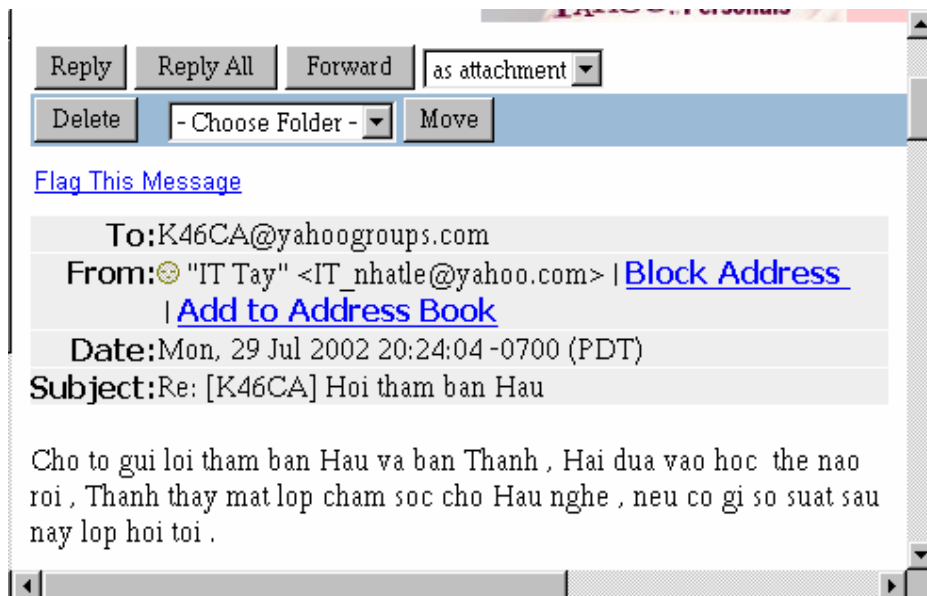 Yahoo! Personals
Reply Reply All Forward as attachment
Delete - Choose Folder - Move
Flag This Message
To: K46CA@yahoogroups.com
From: "IT Tay" <IT_nhatle@yahoo.com> | Block Address
| Add to Address Book
Date: Mon, 29 Jul 2002 20:24:04 -0700 (PDT)
Subject: Re: [K46CA] Hoi tham ban Hau
Cho to gui loi tham ban Hau va ban Thanh , Hai dua vao hoc the nao
roi , Thanh thay mat lop cham soc cho Hau nghe , neu co gi so suat sau
nay lop hoi toi .